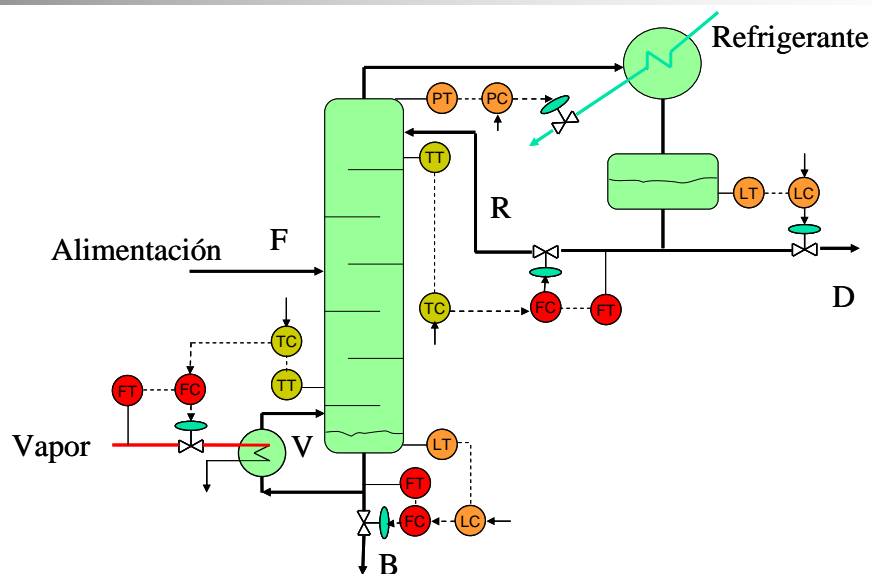 Refrigerante
PT
PC
TT
LT
LC
R
F
Alimentación
D
TC
FC
FT
TC
TT
FT
FC
Vapor
V
LT
FT
FC
LC
B